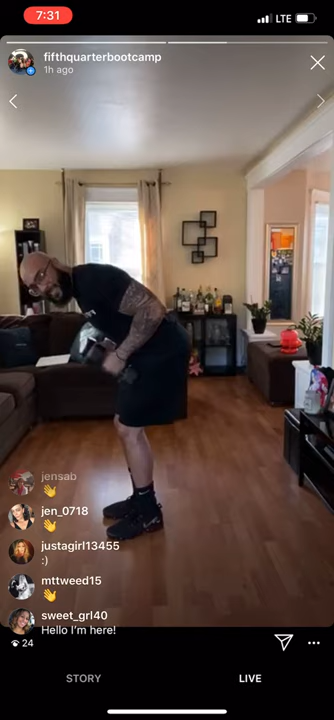 7:31
LTE
fifthquarterbootcamp
1h ago
jensab
👋
jen_0718
👋
justagirl13455
:)
mttweed15
👋
sweet_grl40
Hello I'm here!
24
STORY
LIVE